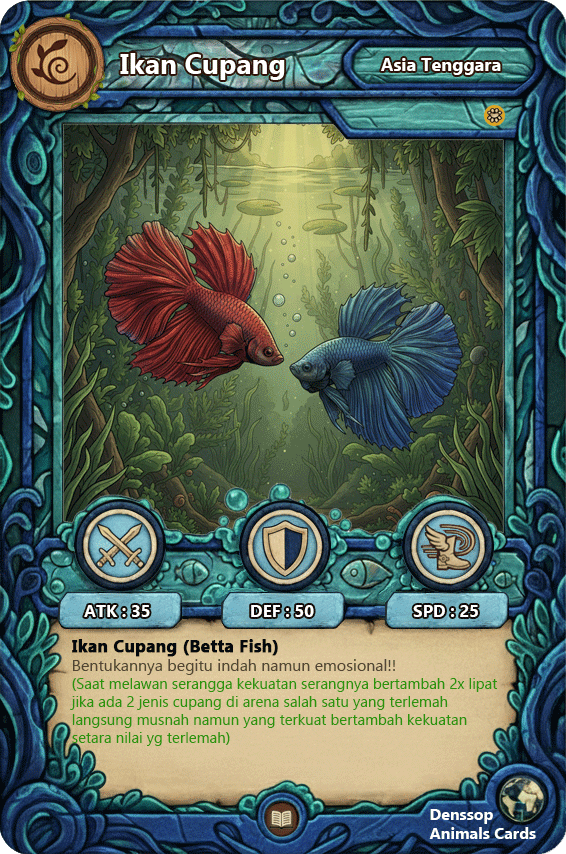 Ikan Cupang
Asia Tenggara
ATK : 35
DEF : 50
SPD : 25
Ikan Cupang (Betta Fish)
Bentukannya begitu indah namun emosional!!
(Saat melawan serangga kekuatan serangnya bertambah 2x lipat
jika ada 2 jenis cupang di arena salah satu yang terlemah
langsung musnah namun yang terkuat bertambah kekuatan
setara nilai yg terlemah)
Denssop
Animals Cards